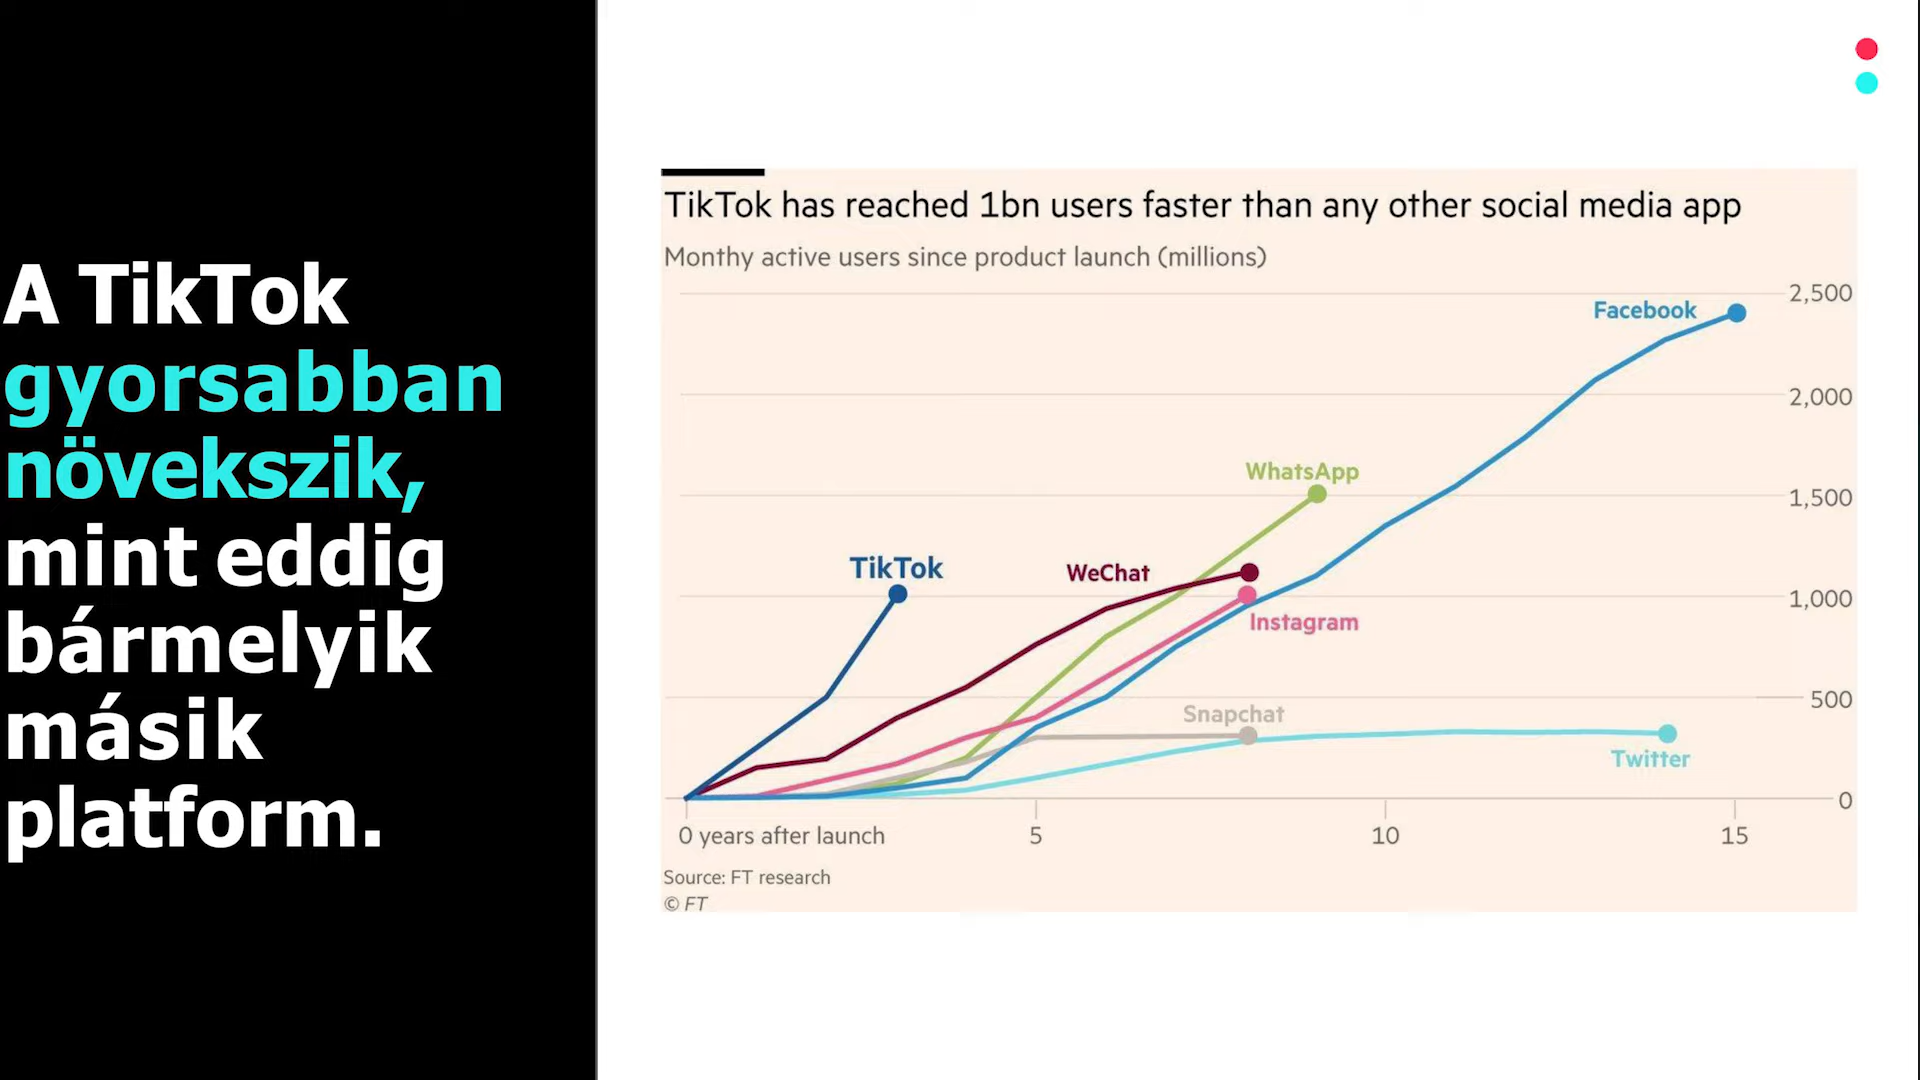 A TikTok
gyorsabban
növekszik,
mint eddig
bármelyik
másik
platform.
TikTok has reached 1bn users faster than any other social media app
Monthy active users since product launch (millions)
2,500
Facebook
2,000
WhatsApp
1,500
TikTok
WeChat
1,000
Instagram
500
Snapchat
Twitter
0
0 years after launch 5 10 15
Source: FT research
© FT